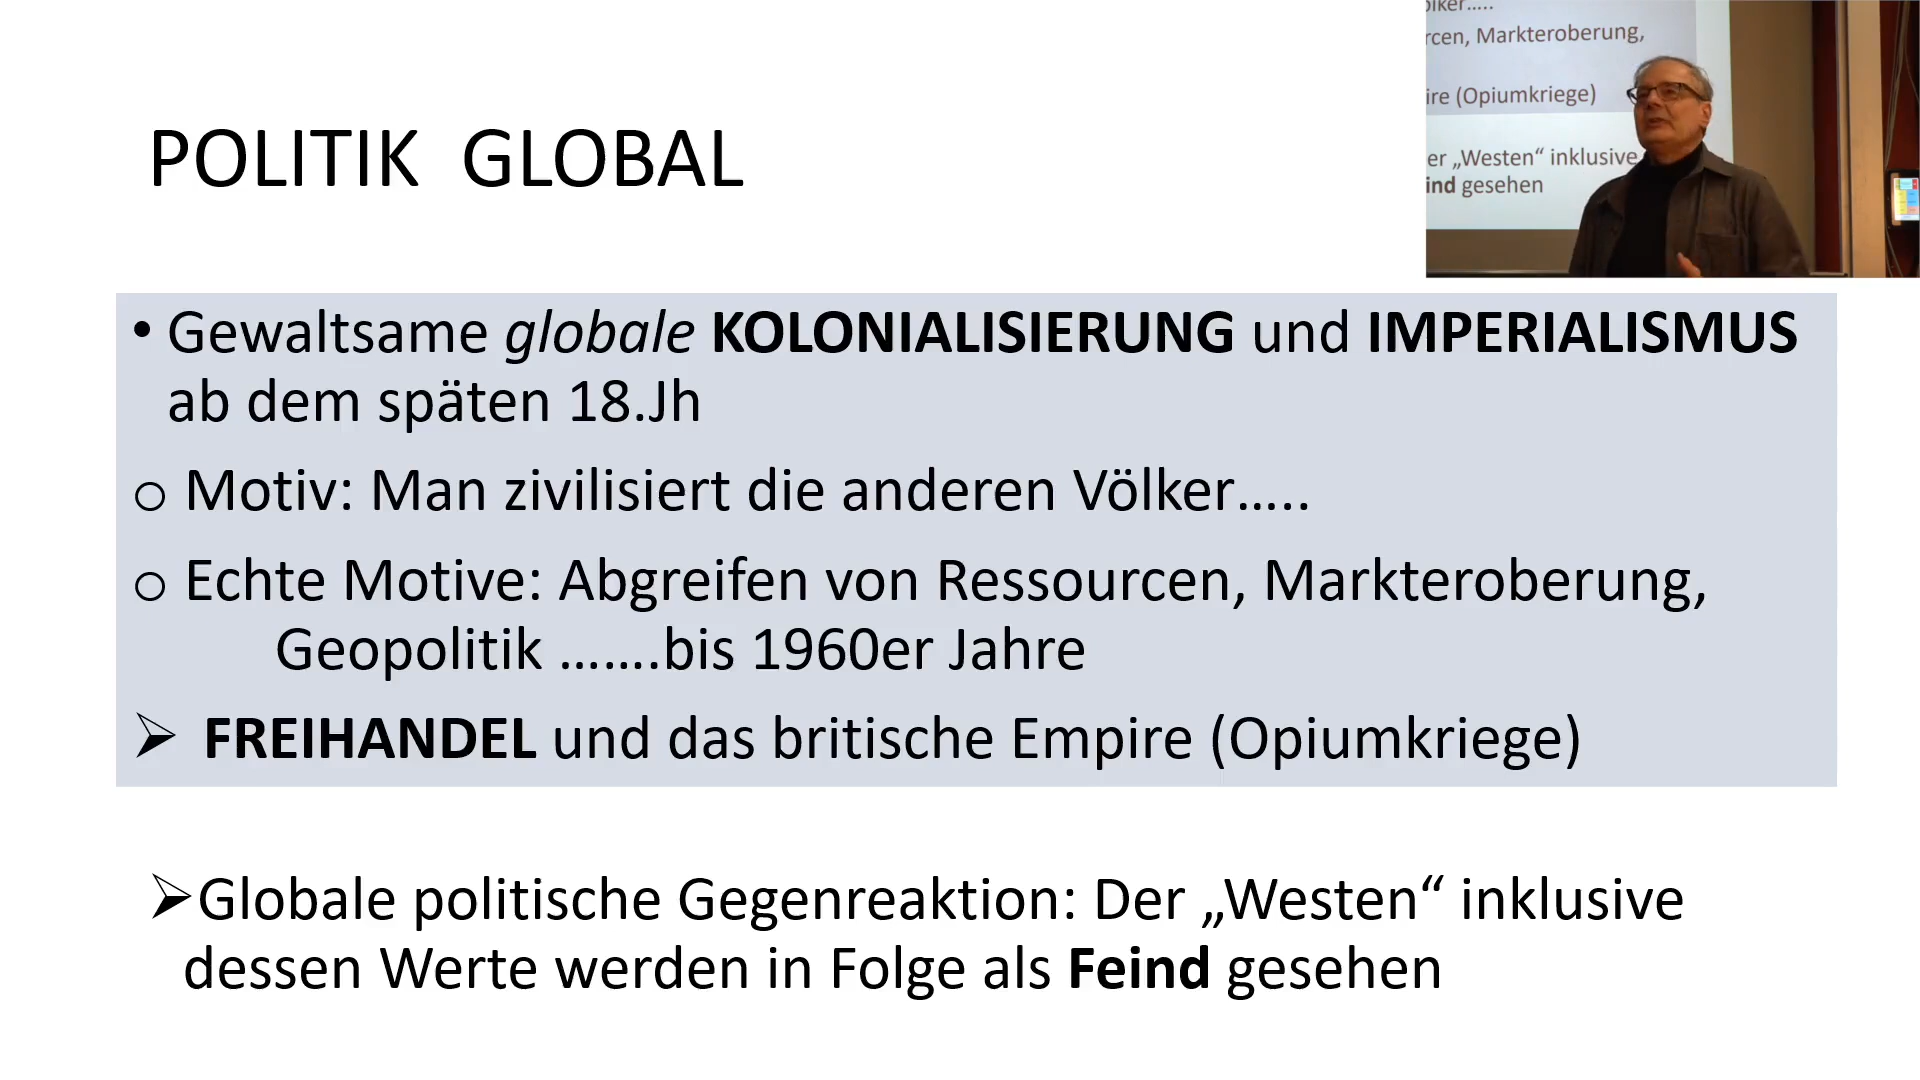 POLITIK  GLOBAL
• Gewaltsame globale KOLONIALISIERUNG und IMPERIALISMUS
ab dem späten 18.Jh
o Motiv: Man zivilisiert die anderen Völker…..
o Echte Motive: Abgreifen von Ressourcen, Markteroberung,
Geopolitik …….bis 1960er Jahre
➢ FREIHANDEL und das britische Empire (Opiumkriege)
➢Globale politische Gegenreaktion: Der „Westen“ inklusive
dessen Werte werden in Folge als Feind gesehen
ölker…..
rcen, Markteroberung,
ire (Opiumkriege)
er „Westen“ inklusive
ind gesehen